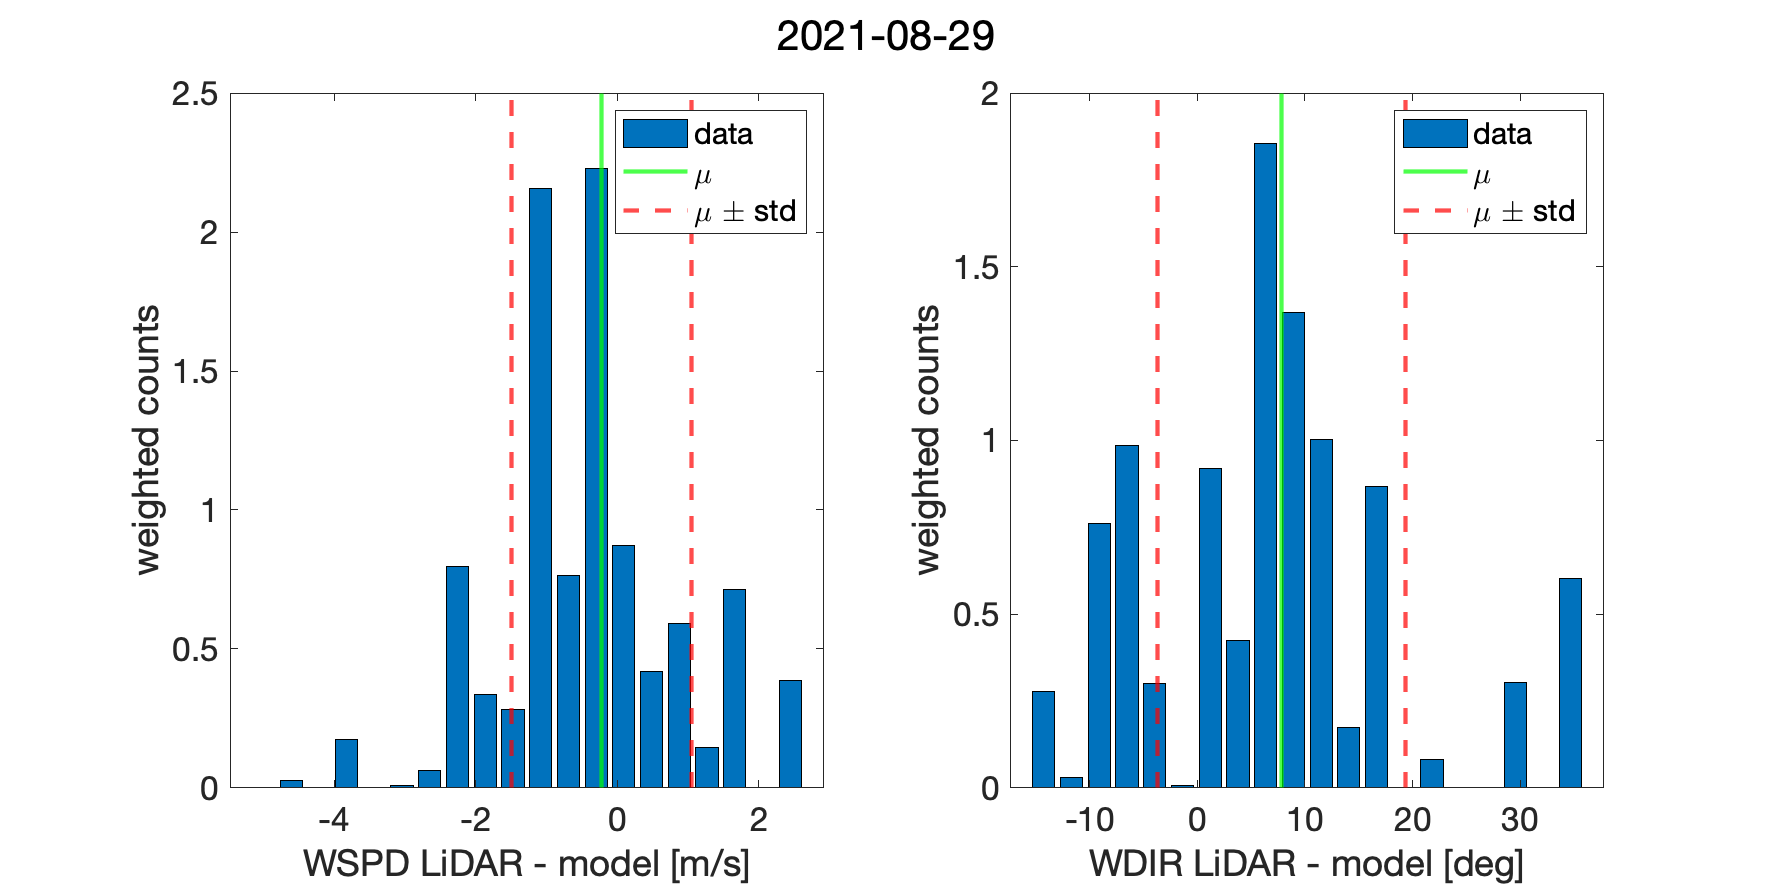 2021-08-29
2.5
2
1.5
1
0.5
0
-4 -2 0 2
weighted counts
WSPD LiDAR - model [m/s]
data
μ
μ ± std
2
1.5
1
0.5
0
-10 0 10 20 30
weighted counts
WDIR LiDAR - model [deg]
data
μ
μ ± std